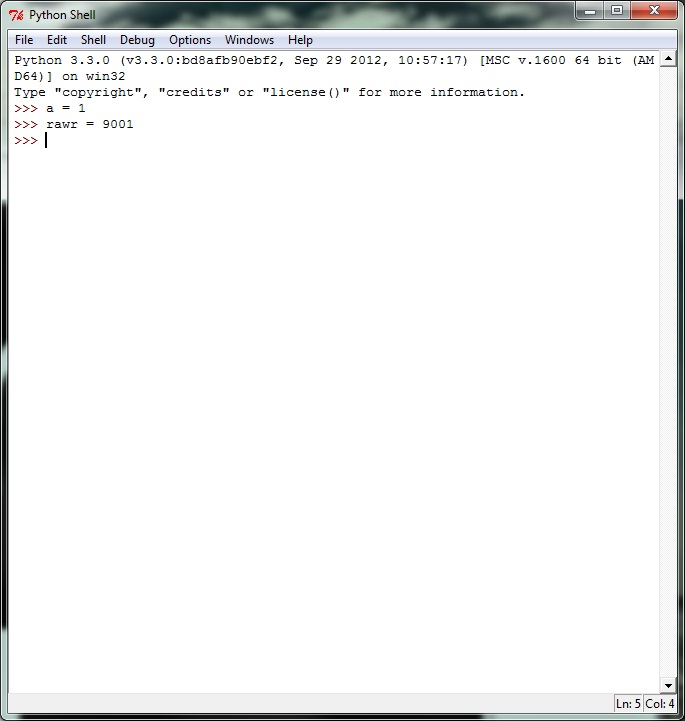 Python Shell
File Edit Shell Debug Options Windows Help
Python 3.3.0 (v3.3.0:bd8afb90ebf2, Sep 29 2012, 10:57:17) [MSC v.1600 64 bit (AM
D64)] on win32
Type "copyright", "credits" or "license()" for more information.
>>> a = 1
>>> rawr = 9001
>>>
Ln: 5 Col: 4